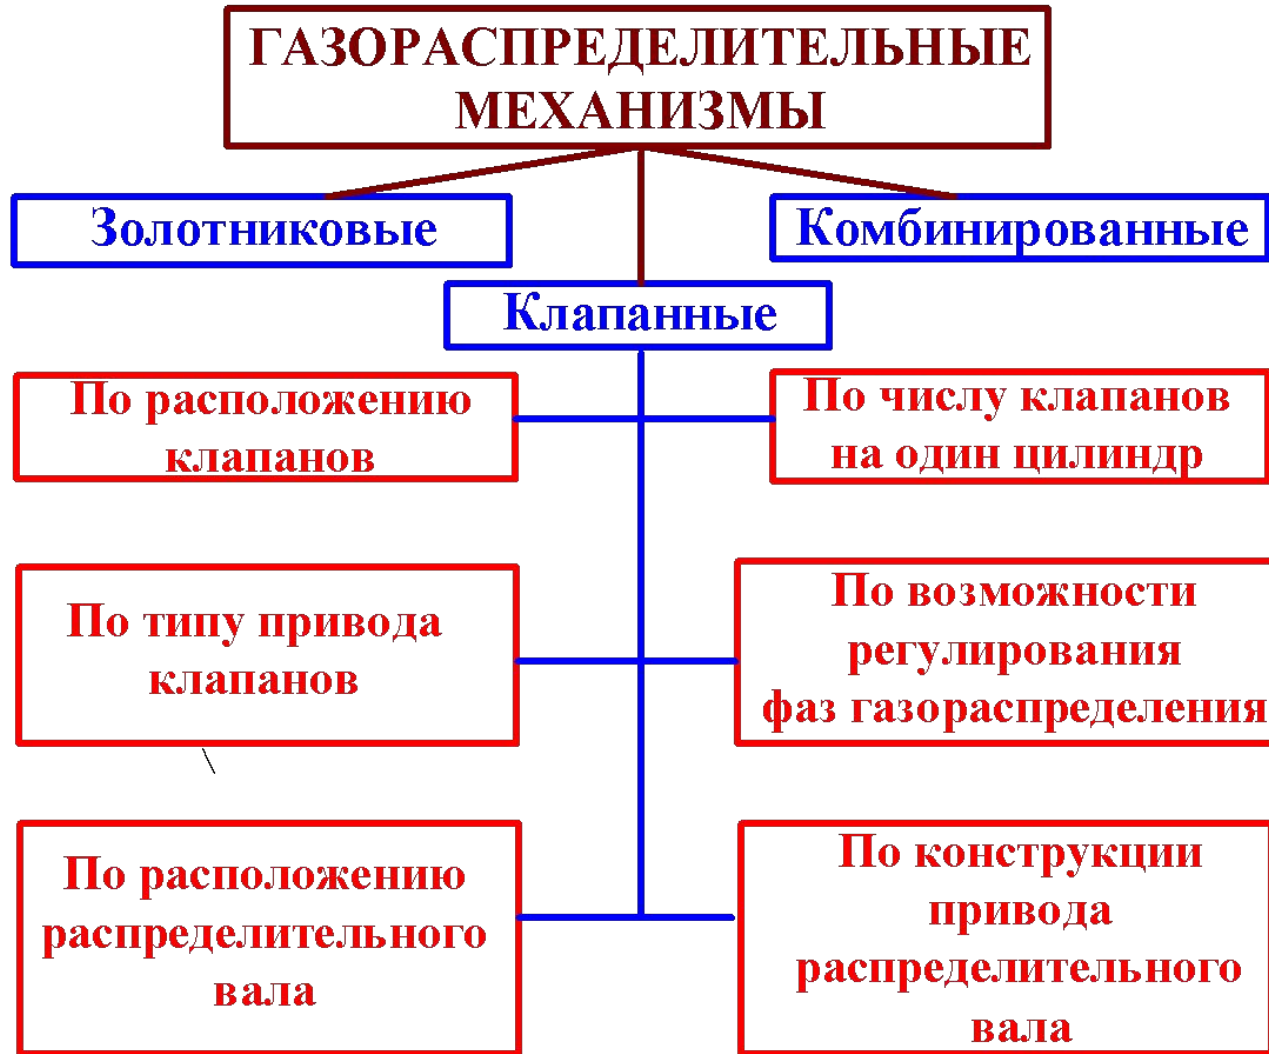 ГАЗОРАСПРЕДЕЛИТЕЛЬНЫЕ
МЕХАНИЗМЫ
Золотниковые
Комбинированные
Клапанные
По расположению
клапанов
По числу клапанов
на один цилиндр
По типу привода
клапанов
По возможности
регулирования
фаз газораспределения
По расположению
распределительного
вала
По конструкции
привода
распределительного
вала